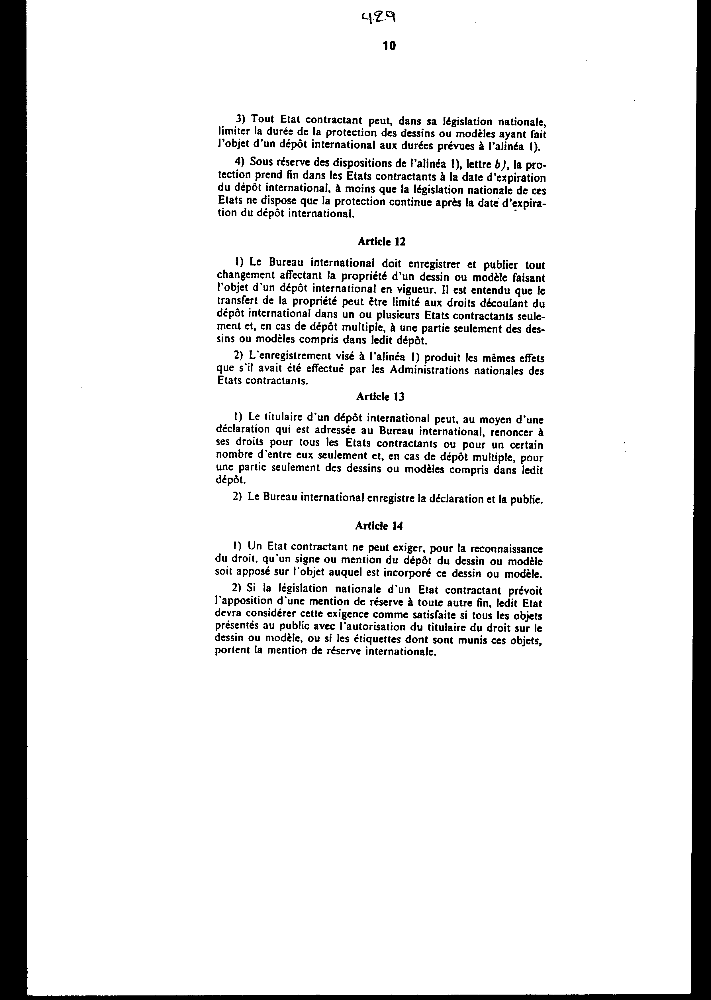 429
10
3) Tout Etat contractant peut, dans sa législation nationale,
limiter la durée de la protection des dessins ou modèles ayant fait
l'objet d'un dépôt international aux durées prévues à l'alinéa 1).
4) Sous réserve des dispositions de l'alinéa 1), lettre b), la pro-
tection prend fin dans les Etats contractants à la date d'expiration
du dépôt international, à moins que la législation nationale de ces
Etats ne dispose que la protection continue après la date d'expira-
tion du dépôt international.
Article 12
1) Le Bureau international doit enregistrer et publier tout
changement affectant la propriété d'un dessin ou modèle faisant
l'objet d'un dépôt international en vigueur. Il est entendu que le
transfert de la propriété peut être limité aux droits découlant du
dépôt international dans un ou plusieurs Etats contractants seule-
ment et, en cas de dépôt multiple, à une partie seulement des des-
sins ou modèles compris dans ledit dépôt.
2) L'enregistrement visé à l'alinéa 1) produit les mêmes effets
que s'il avait été effectué par les Administrations nationales des
Etats contractants.
Article 13
1) Le titulaire d'un dépôt international peut, au moyen d'une
déclaration qui est adressée au Bureau international, renoncer à
ses droits pour tous les Etats contractants ou pour un certain
nombre d'entre eux seulement et, en cas de dépôt multiple, pour
une partie seulement des dessins ou modèles compris dans ledit
dépôt.
2) Le Bureau international enregistre la déclaration et la publie.
Article 14
1) Un Etat contractant ne peut exiger, pour la reconnaissance
du droit, qu'un signe ou mention du dépôt du dessin ou modèle
soit apposé sur l'objet auquel est incorporé ce dessin ou modèle.
2) Si la législation nationale d'un Etat contractant prévoit
l'apposition d'une mention de réserve à toute autre fin, ledit Etat
devra considérer cette exigence comme satisfaite si tous les objets
présentés au public avec l'autorisation du titulaire du droit sur le
dessin ou modèle, ou si les étiquettes dont sont munis ces objets,
portent la mention de réserve internationale.